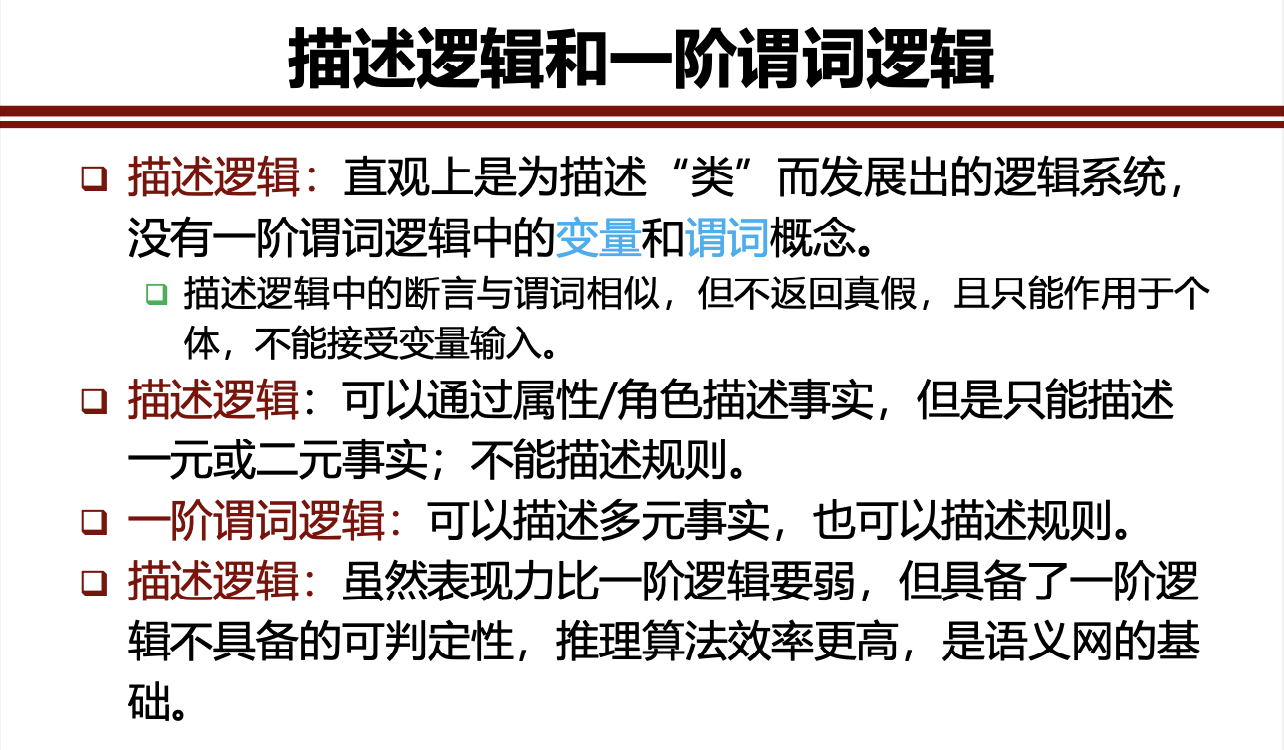 描述逻辑和一阶谓词逻辑
描述逻辑：直观上是为描述“类”而发展出的逻辑系统，
没有一阶谓词逻辑中的变量和谓词概念。
描述逻辑中的断言与谓词相似，但不返回真假，且只能作用于个
体，不能接受变量输入。
描述逻辑：可以通过属性/角色描述事实，但是只能描述
一元或二元事实；不能描述规则。
一阶谓词逻辑：可以描述多元事实，也可以描述规则。
描述逻辑：虽然表现力比一阶逻辑要弱，但具备了一阶逻
辑不具备的可判定性，推理算法效率更高，是语义网的基
础。